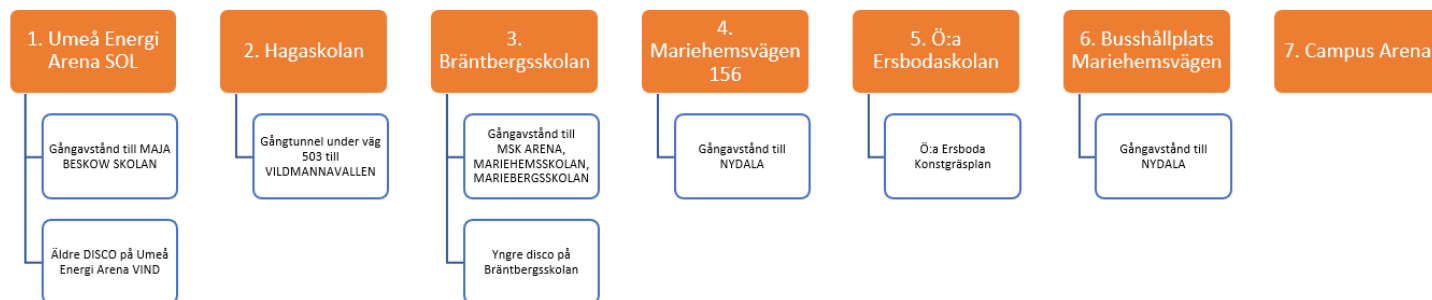 1. Umeå Energi
Arena SOL
Gångavstånd till MAJA
BESKOW SKOLAN
Äldre DISCO på Umeå
Energi Arena VIND
2. Hagaskolan
Gångtunnel under väg
503 till
VILDMANNAVALLEN
3.
Bräntbergsskolan
Gångavstånd till
MSK ARENA,
MARIEHEMSSKOLAN,
MARIEBERGSSKOLAN
Yngre disco på
Bräntbergsskolan
4.
Mariehemsvägen
156
Gångavstånd till
NYDALA
5. Ö:a
Ersbodaskolan
Ö:a Ersboda
Konstgräsplan
6. Busshållplats
Mariehemsvägen
Gångavstånd till
NYDALA
7. Campus Arena